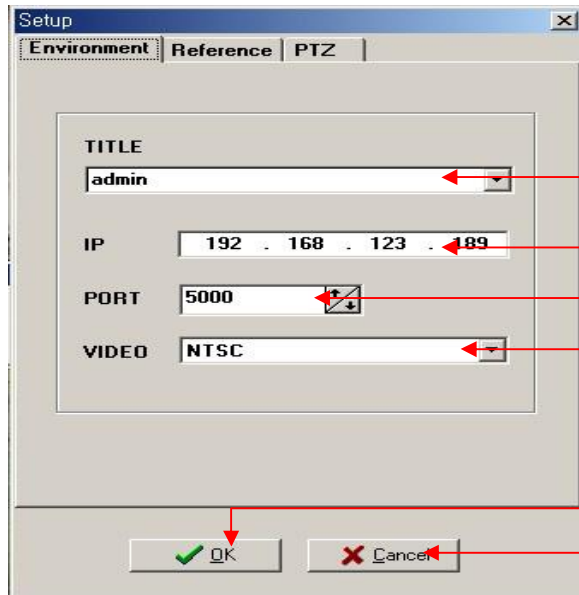 Setup
Environment Reference PTZ
TITLE
admin
IP 192 . 168 . 123 . 189
PORT 5000
VIDEO NTSC
OK Cancel